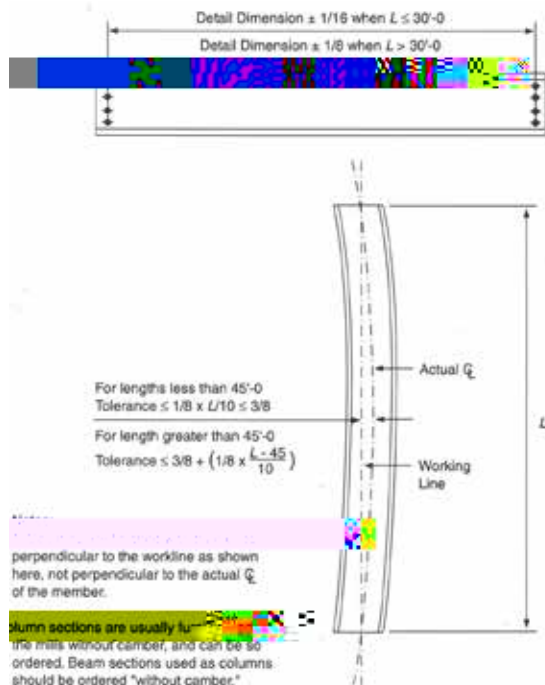 Detail Dimension ± 1/16 when L ≤ 30'-0
Detail Dimension ± 1/8 when L > 30'-0
Actual ℄
For lengths less than 45'-0
Tolerance ≤ 1/8 x L/10 ≤ 3/8
L
For length greater than 45'-0
Tolerance ≤ 3/8 + (1/8 x L - 45/10)
Working
Line
perpendicular to the workline as shown
here, not perpendicular to the actual ℄
of the member.
olumn sections are usually fu
the mills without camber, and can be so
ordered. Beam sections used as columns
should be ordered "without camber."